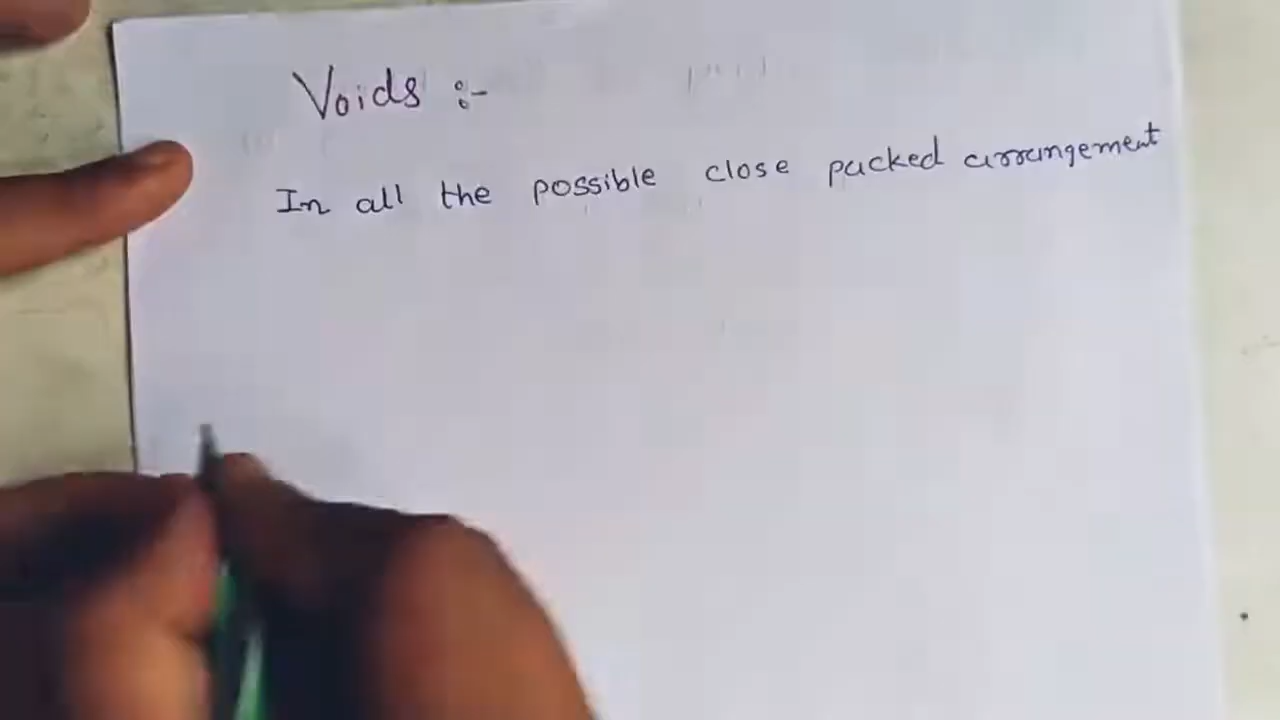 Voids :-
In all the possible close packed arrangement